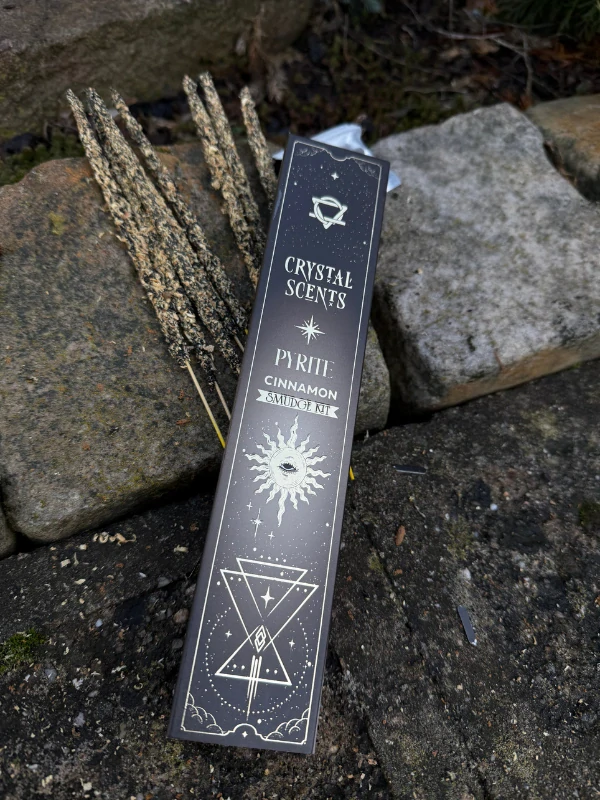 CRYSTAL
SCENTS
PYRITE
CINNAMON
SMUDGE KIT